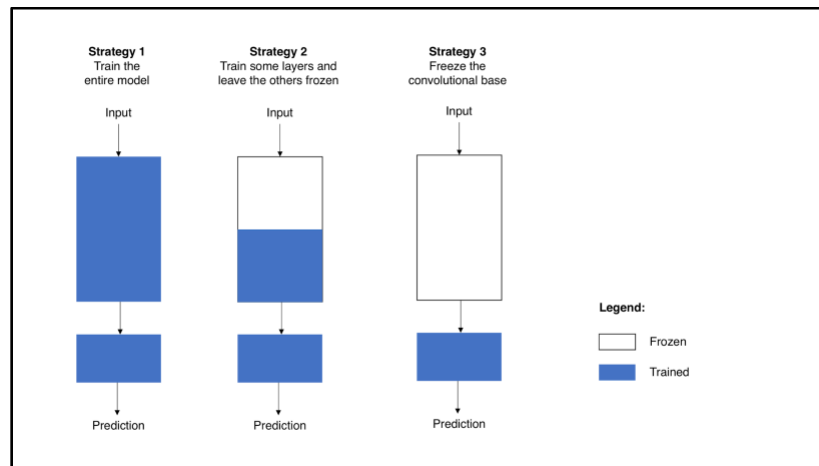 Strategy 1
Train the
entire model
Strategy 2
Train some layers and
leave the others frozen
Strategy 3
Freeze the
convolutional base
Input
Input
Input
Legend:
Frozen
Trained
Prediction
Prediction
Prediction